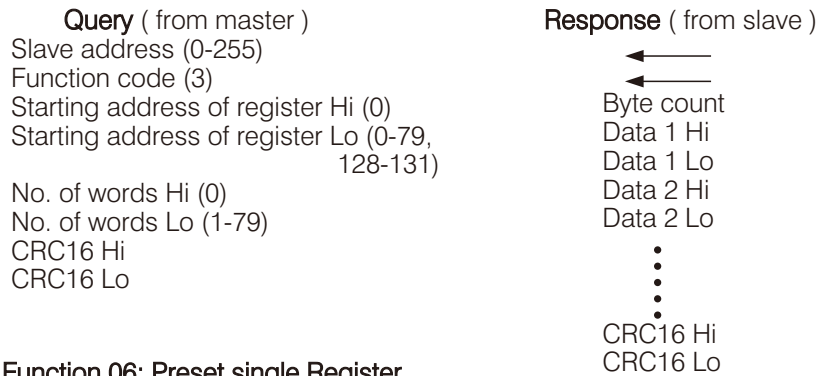 Query ( from master )
Slave address (0-255)
Function code (3)
Starting address of register Hi (0)
Starting address of register Lo (0-79,
128-131)
No. of words Hi (0)
No. of words Lo (1-79)
CRC16 Hi
CRC16 Lo
Response ( from slave )
Byte count
Data 1 Hi
Data 1 Lo
Data 2 Hi
Data 2 Lo
CRC16 Hi
CRC16 Lo
Function 06: Preset single Register